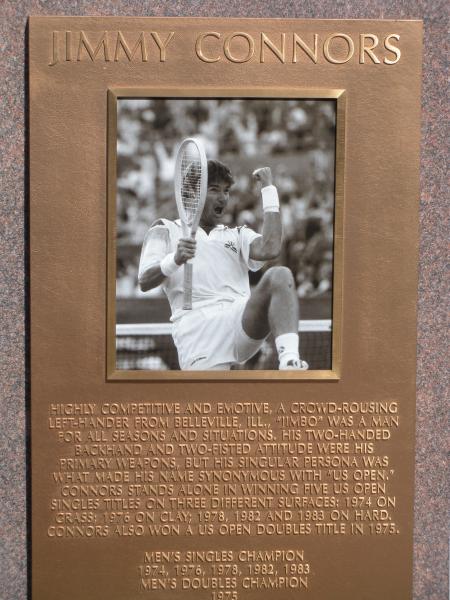 JIMMY CONNORS
HIGHLY COMPETITIVE AND EMOTIVE, A CROWD-ROUSING
LEFT-HANDER FROM BELLEVILLE, ILL., "JIMBO" WAS A MAN
FOR ALL SEASONS AND SITUATIONS. HIS TWO-HANDED
BACKHAND AND TWO-FISTED ATTITUDE WERE HIS
PRIMARY WEAPONS, BUT HIS SINGULAR PERSONA WAS
WHAT MADE HIS NAME SYNONYMOUS WITH "US OPEN."
CONNORS STANDS ALONE IN WINNING FIVE US OPEN
SINGLES TITLES ON THREE DIFFERENT SURFACES: 1974 ON
GRASS; 1976 ON CLAY; 1978, 1982 AND 1983 ON HARD.
CONNORS ALSO WON A US OPEN DOUBLES TITLE IN 1975.
MEN'S SINGLES CHAMPION
1974, 1976, 1978, 1982, 1983
MEN'S DOUBLES CHAMPION
1975